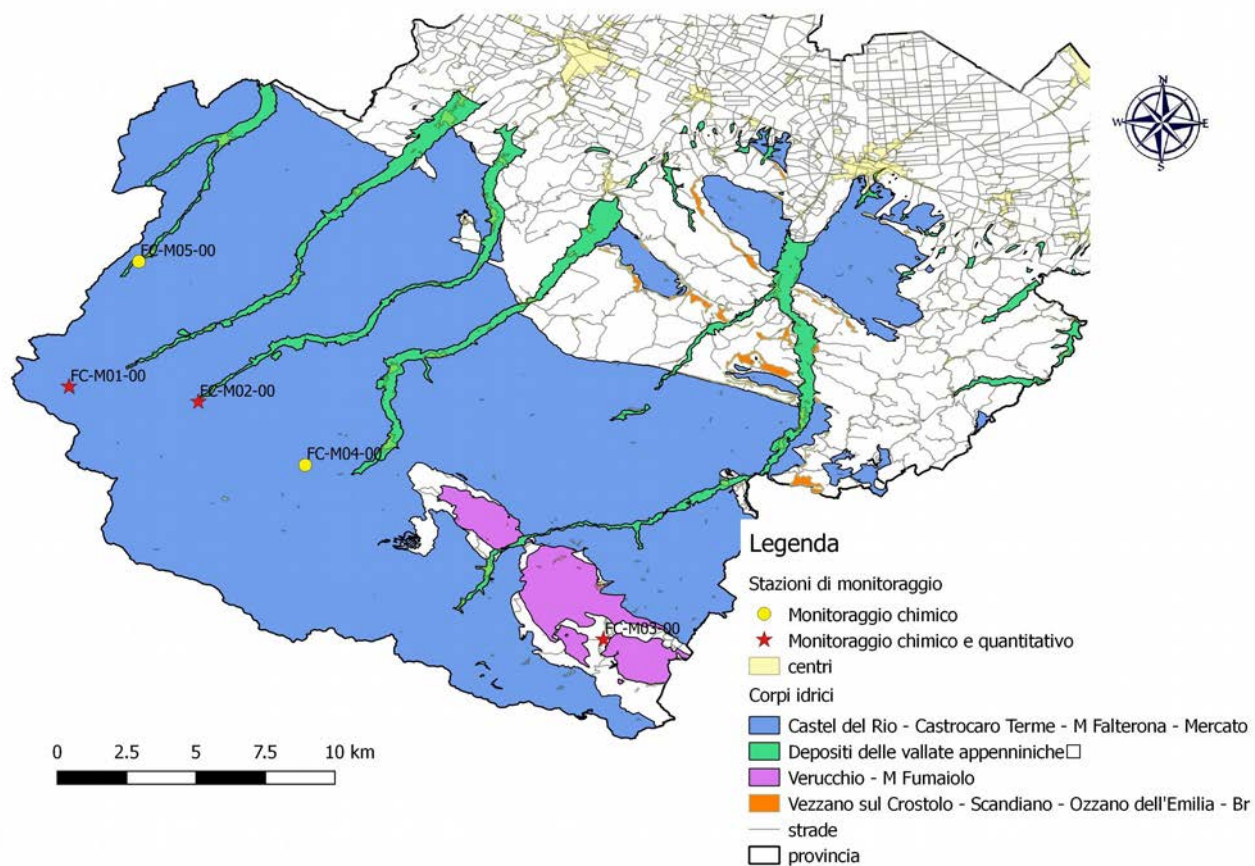 N
W
E
S
FC-M05-00
FC-M01-00
FC-M02-00
FC-M04-00
FC-M03-00
Legenda
Stazioni di monitoraggio
Monitoraggio chimico
Monitoraggio chimico e quantitativo
centri
Corpi idrici
Castel del Rio - Castrocaro Terme - M Falterona - Mercato
Depositi delle vallate appenniniche□
Verucchio - M Fumaiolo
Vezzano sul Crostolo - Scandiano - Ozzano dell'Emilia - Br
strade
provincia
0 2.5 5 7.5 10 km